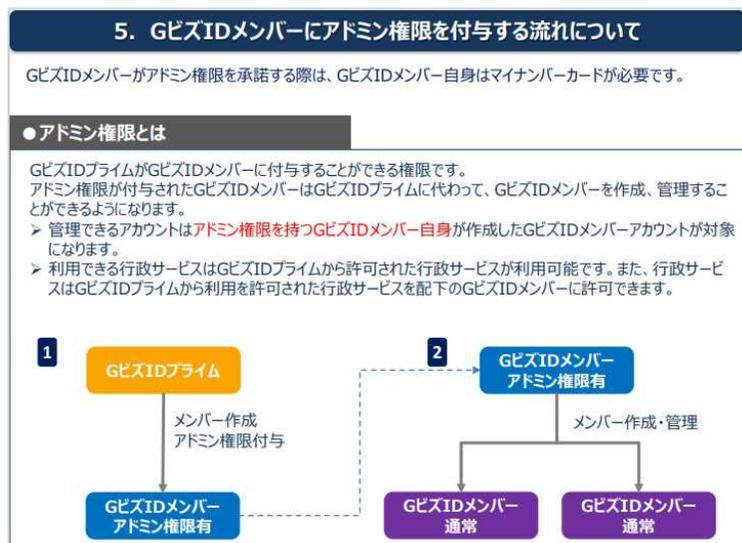 5. GビズIDメンバーにアドミン権限を付与する流れについて
GビズIDメンバーがアドミン権限を承諾する際は、GビズIDメンバー自身はマイナンバーカードが必要です。
●アドミン権限とは
GビズIDプライムがGビズIDメンバーに付与することができる権限です。
アドミン権限が付与されたGビズIDメンバーはGビズIDプライムに代わって、GビズIDメンバーを作成、管理するこ
とができるようになります。
➢ 管理できるアカウントはアドミン権限を持つGビズIDメンバー自身が作成したGビズIDメンバーアカウントが対象
になります。
➢ 利用できる行政サービスはGビズIDプライムから許可された行政サービスが利用可能です。また、行政サービ
スはGビズIDプライムから利用を許可された行政サービスを配下のGビズIDメンバーに許可できます。
1
GビズIDプライム
メンバー作成
アドミン権限付与
GビズIDメンバー
アドミン権限有
2
GビズIDメンバー
アドミン権限有
メンバー作成・管理
GビズIDメンバー
通常
GビズIDメンバー
通常